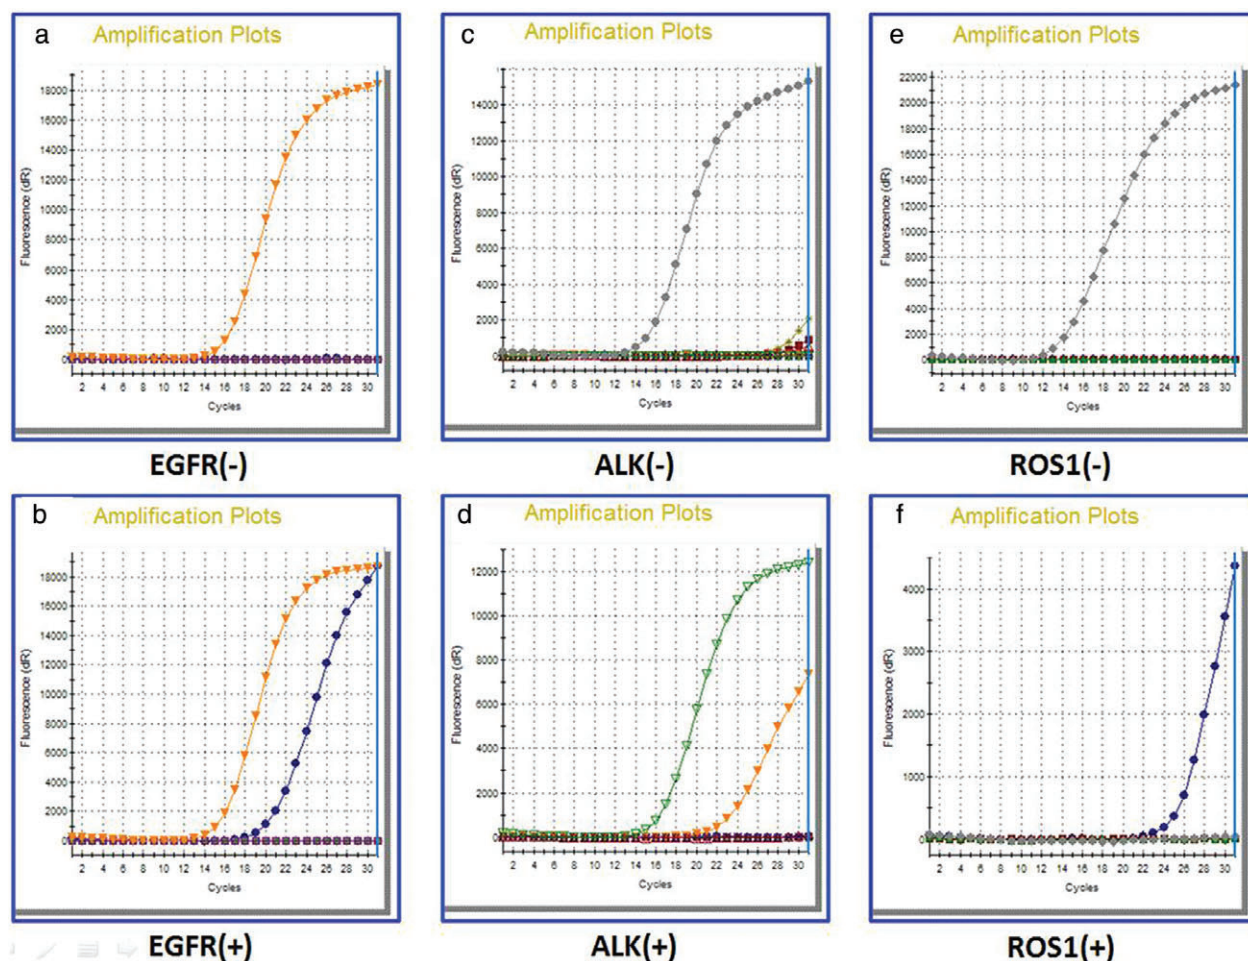 a
Amplification Plots
Fluorescence (dR)
18000
16000
14000
12000
10000
8000
6000
4000
2000
0
2 4 6 8 10 12 14 16 18 20 22 24 26 28 30
Cycles
EGFR(-)
c
Amplification Plots
Fluorescence (dR)
14000
12000
10000
8000
6000
4000
2000
0
2 4 6 8 10 12 14 16 18 20 22 24 26 28 30
Cycles
ALK(-)
e
Amplification Plots
Fluorescence (dR)
22000
20000
18000
16000
14000
12000
10000
8000
6000
4000
2000
0
2 4 6 8 10 12 14 16 18 20 22 24 26 28 30
Cycles
ROS1(-)
b
Amplification Plots
Fluorescence (dR)
18000
16000
14000
12000
10000
8000
6000
4000
2000
0
2 4 6 8 10 12 14 16 18 20 22 24 26 28 30
Cycles
EGFR(+)
d
Amplification Plots
Fluorescence (dR)
12000
10000
8000
6000
4000
2000
0
2 4 6 8 10 12 14 16 18 20 22 24 26 28 30
Cycles
ALK(+)
f
Amplification Plots
Fluorescence (dR)
4000
3000
2000
1000
0
2 4 6 8 10 12 14 16 18 20 22 24 26 28 30
Cycles
ROS1(+)